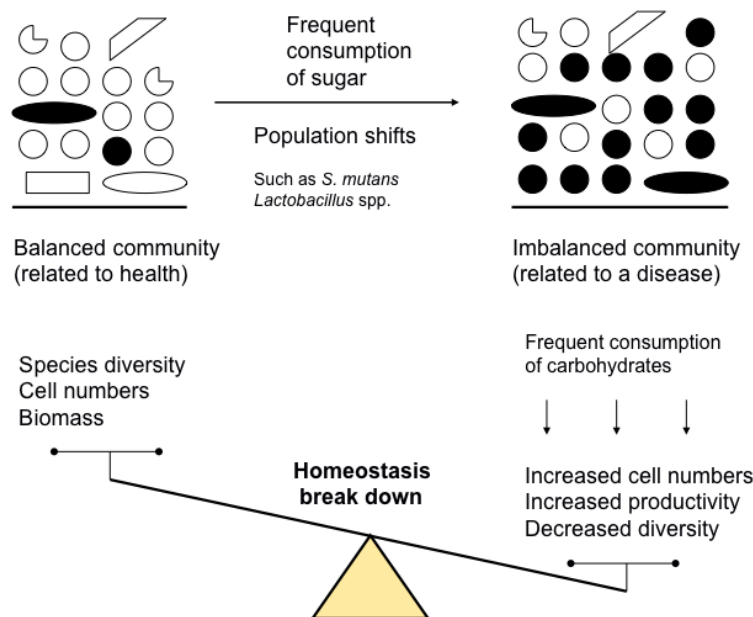 Frequent
consumption
of sugar
Population shifts
Such as S. mutans
Lactobacillus spp.
Balanced community
(related to health)
Imbalanced community
(related to a disease)
Species diversity
Cell numbers
Biomass
Frequent consumption
of carbohydrates
Homeostasis
break down
Increased cell numbers
Increased productivity
Decreased diversity